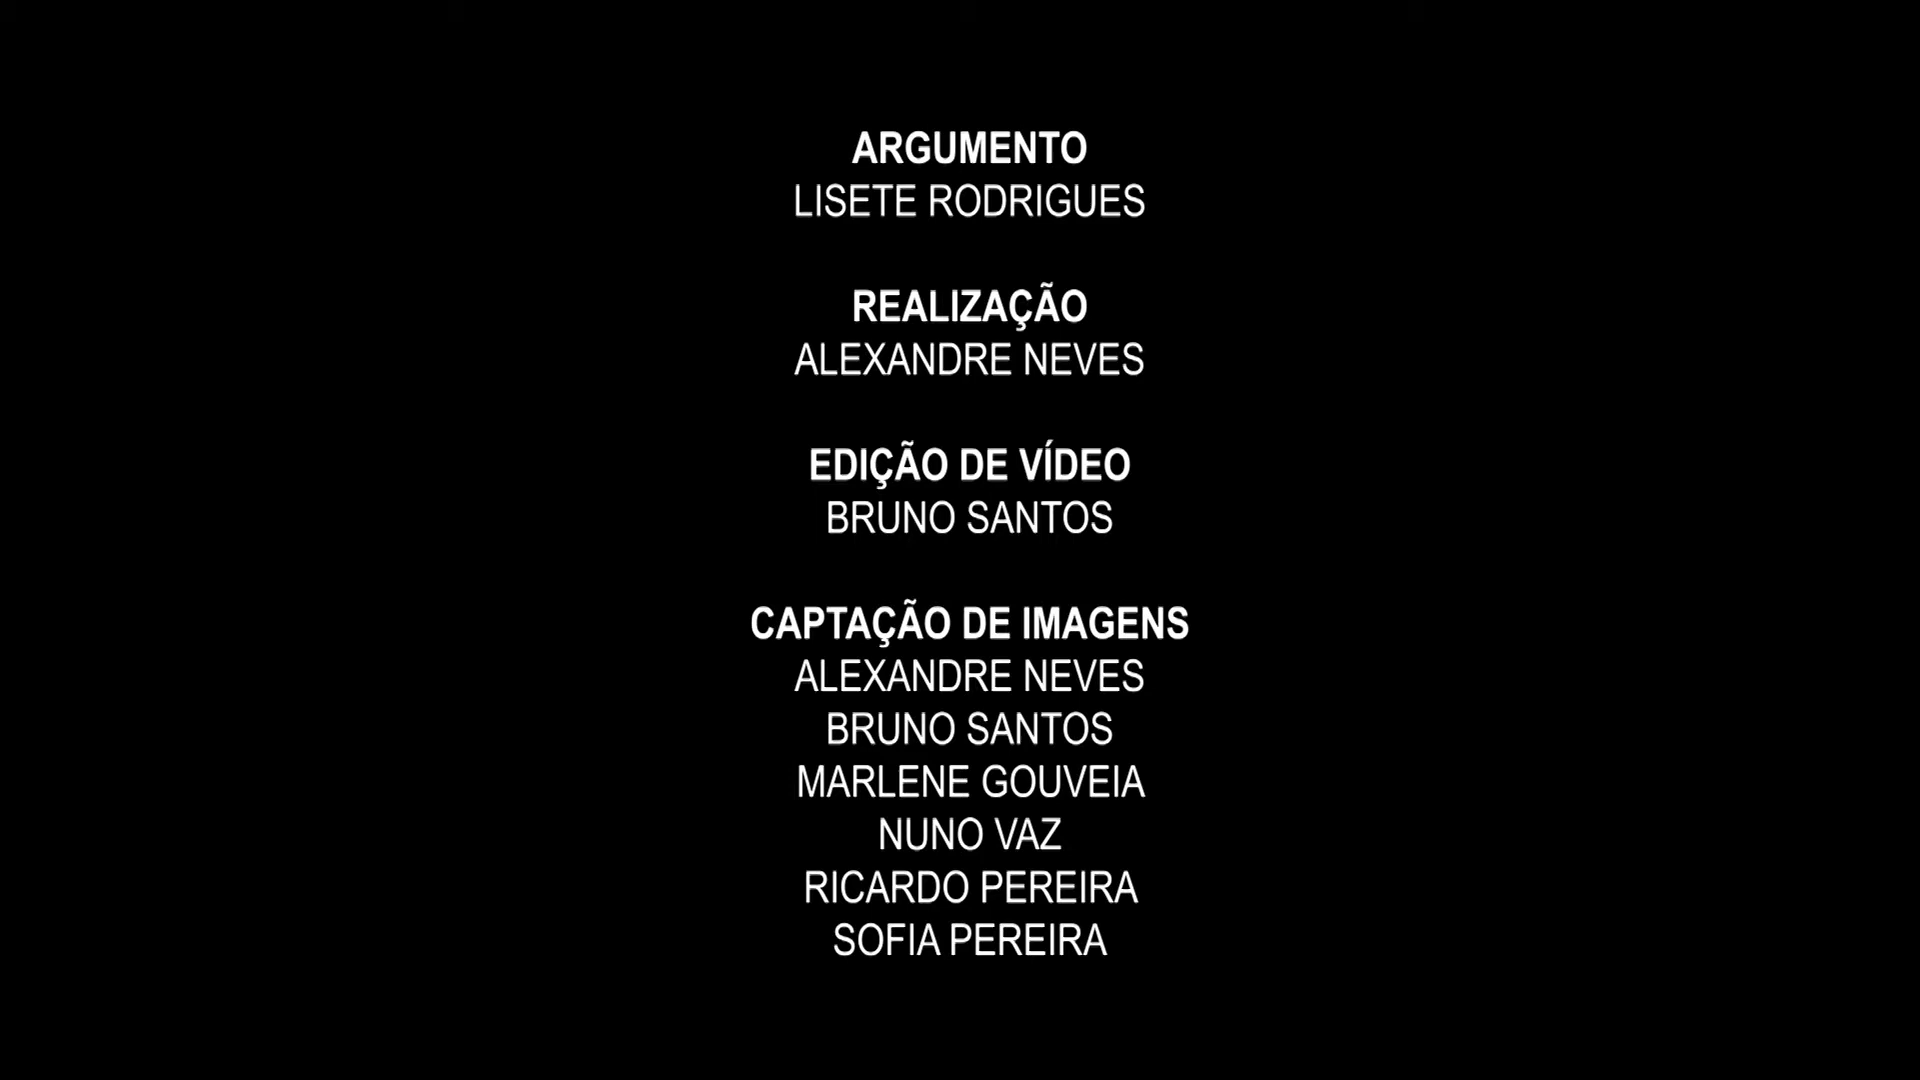 ARGUMENTO
LISETE RODRIGUES
REALIZAÇÃO
ALEXANDRE NEVES
EDIÇÃO DE VÍDEO
BRUNO SANTOS
CAPTAÇÃO DE IMAGENS
ALEXANDRE NEVES
BRUNO SANTOS
MARLENE GOUVEIA
NUNO VAZ
RICARDO PEREIRA
SOFIA PEREIRA